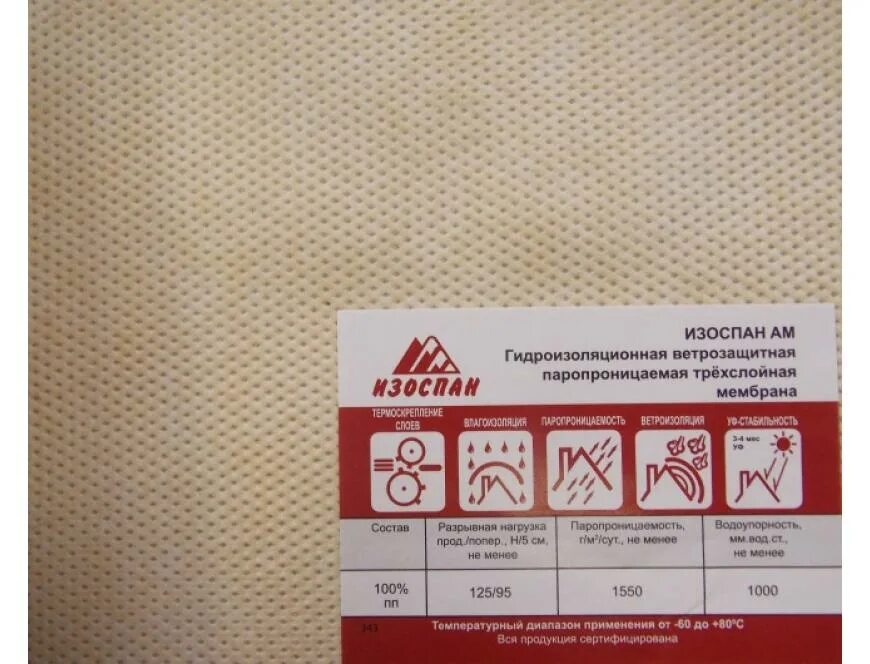 ИЗОСПАН
ИЗОСПАН АМ
Гидроизоляционная ветрозащитная
паропроницаемая трёхслойная
мембрана
ТЕРМОСКРЕПЛЕНИЕ
СЛОЕВ
ВЛАГОИЗОЛЯЦИЯ
ПАРОПРОНИЦАЕМОСТЬ
ВЕТРОИЗОЛЯЦИЯ
УФ-СТАБИЛЬНОСТЬ
3-4 мес
УФ
Состав
Разрывная нагрузка
прод./попер., Н/5 см,
не менее
Паропроницаемость,
г/м²/сут., не менее
Водоупорность,
мм.вод.ст.,
не менее
100%
пп
125/95
1550
1000
343
Температурный диапазон применения от -60 до +80°С
Вся продукция сертифицирована